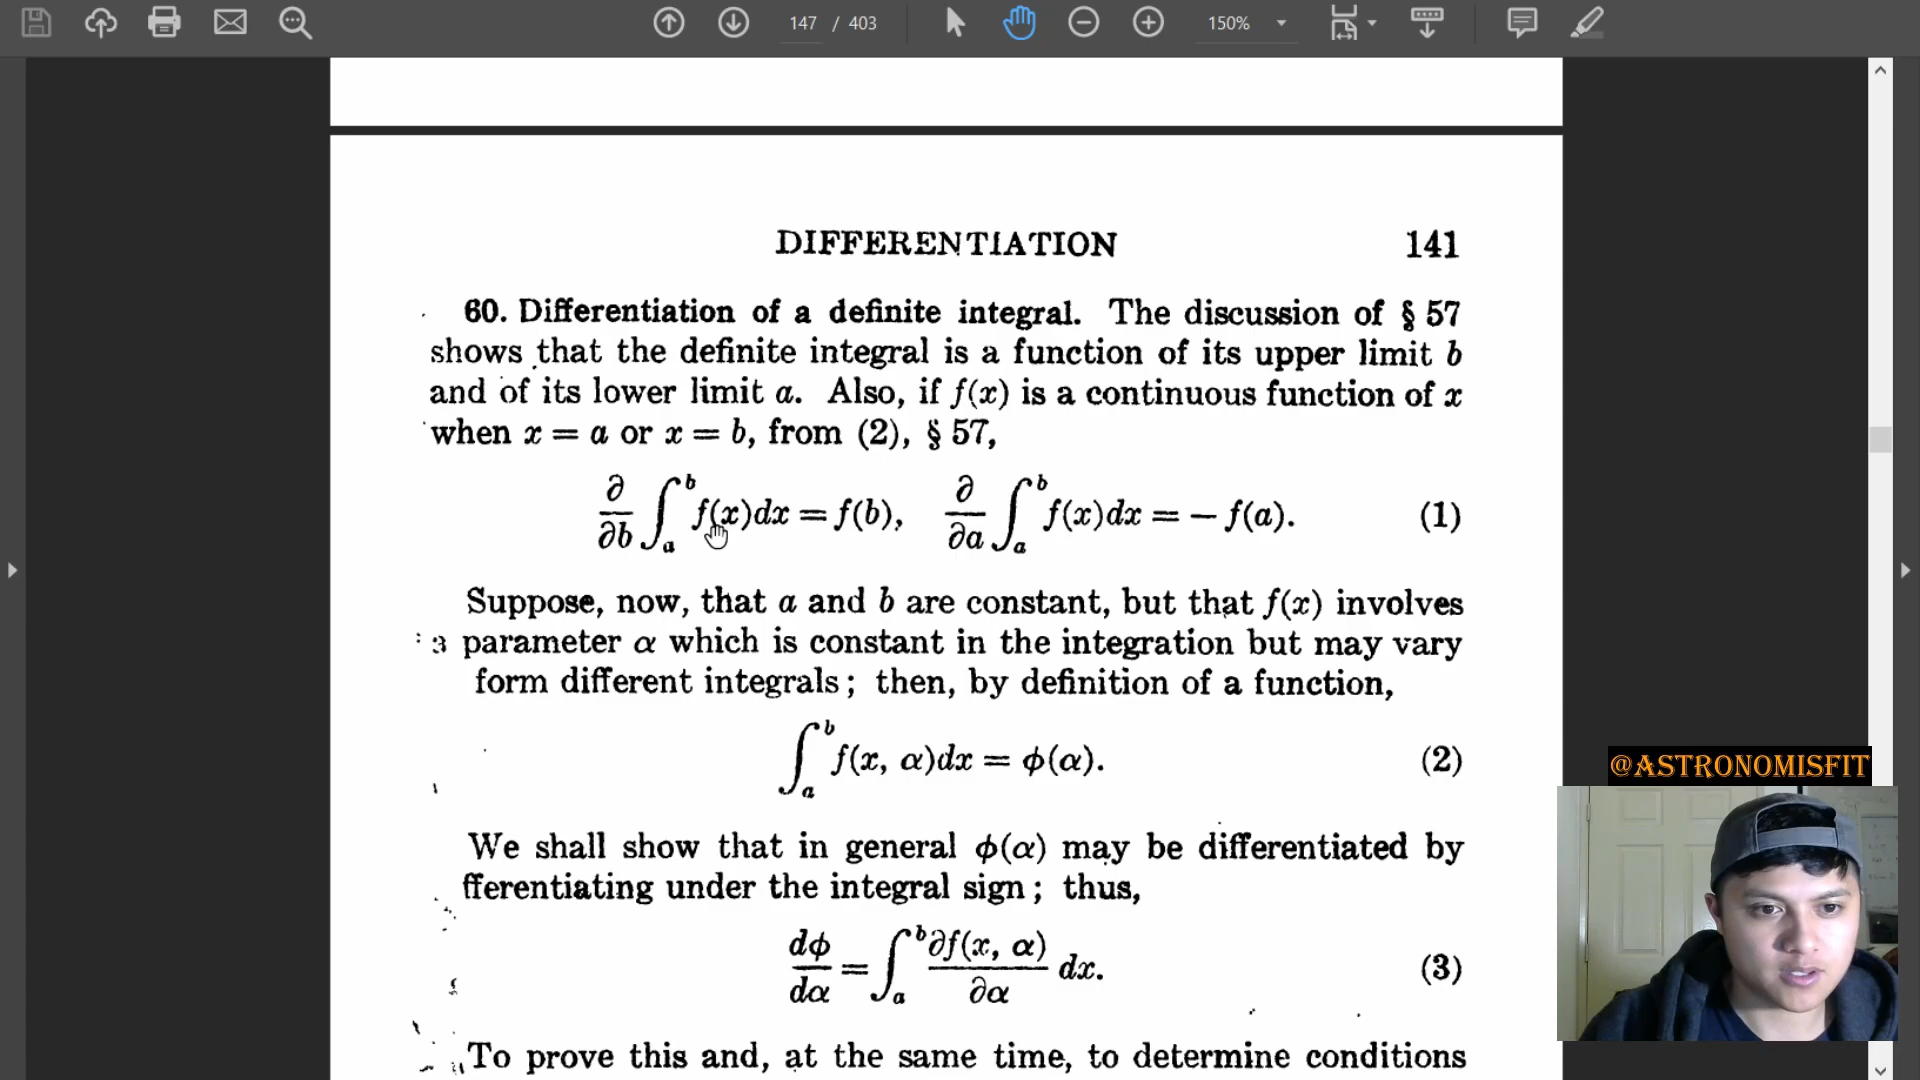 147 / 403
150%
DIFFERENTIATION 141
60. Differentiation of a definite integral. The discussion of § 57
shows that the definite integral is a function of its upper limit b
and of its lower limit a. Also, if f(x) is a continuous function of x
when x = a or x = b, from (2), § 57,
∂/∂b ∫_a^b f(x)dx = f(b), ∂/∂a ∫_a^b f(x)dx = − f(a). (1)
Suppose, now, that a and b are constant, but that f(x) involves
a parameter α which is constant in the integration but may vary
form different integrals; then, by definition of a function,
∫_a^b f(x, α)dx = ϕ(α). (2)
We shall show that in general ϕ(α) may be differentiated by
fferentiating under the integral sign; thus,
dϕ/dα = ∫_a^b ∂f(x, α)/∂α dx. (3)
To prove this and, at the same time, to determine conditions
@ASTRONOMISFIT